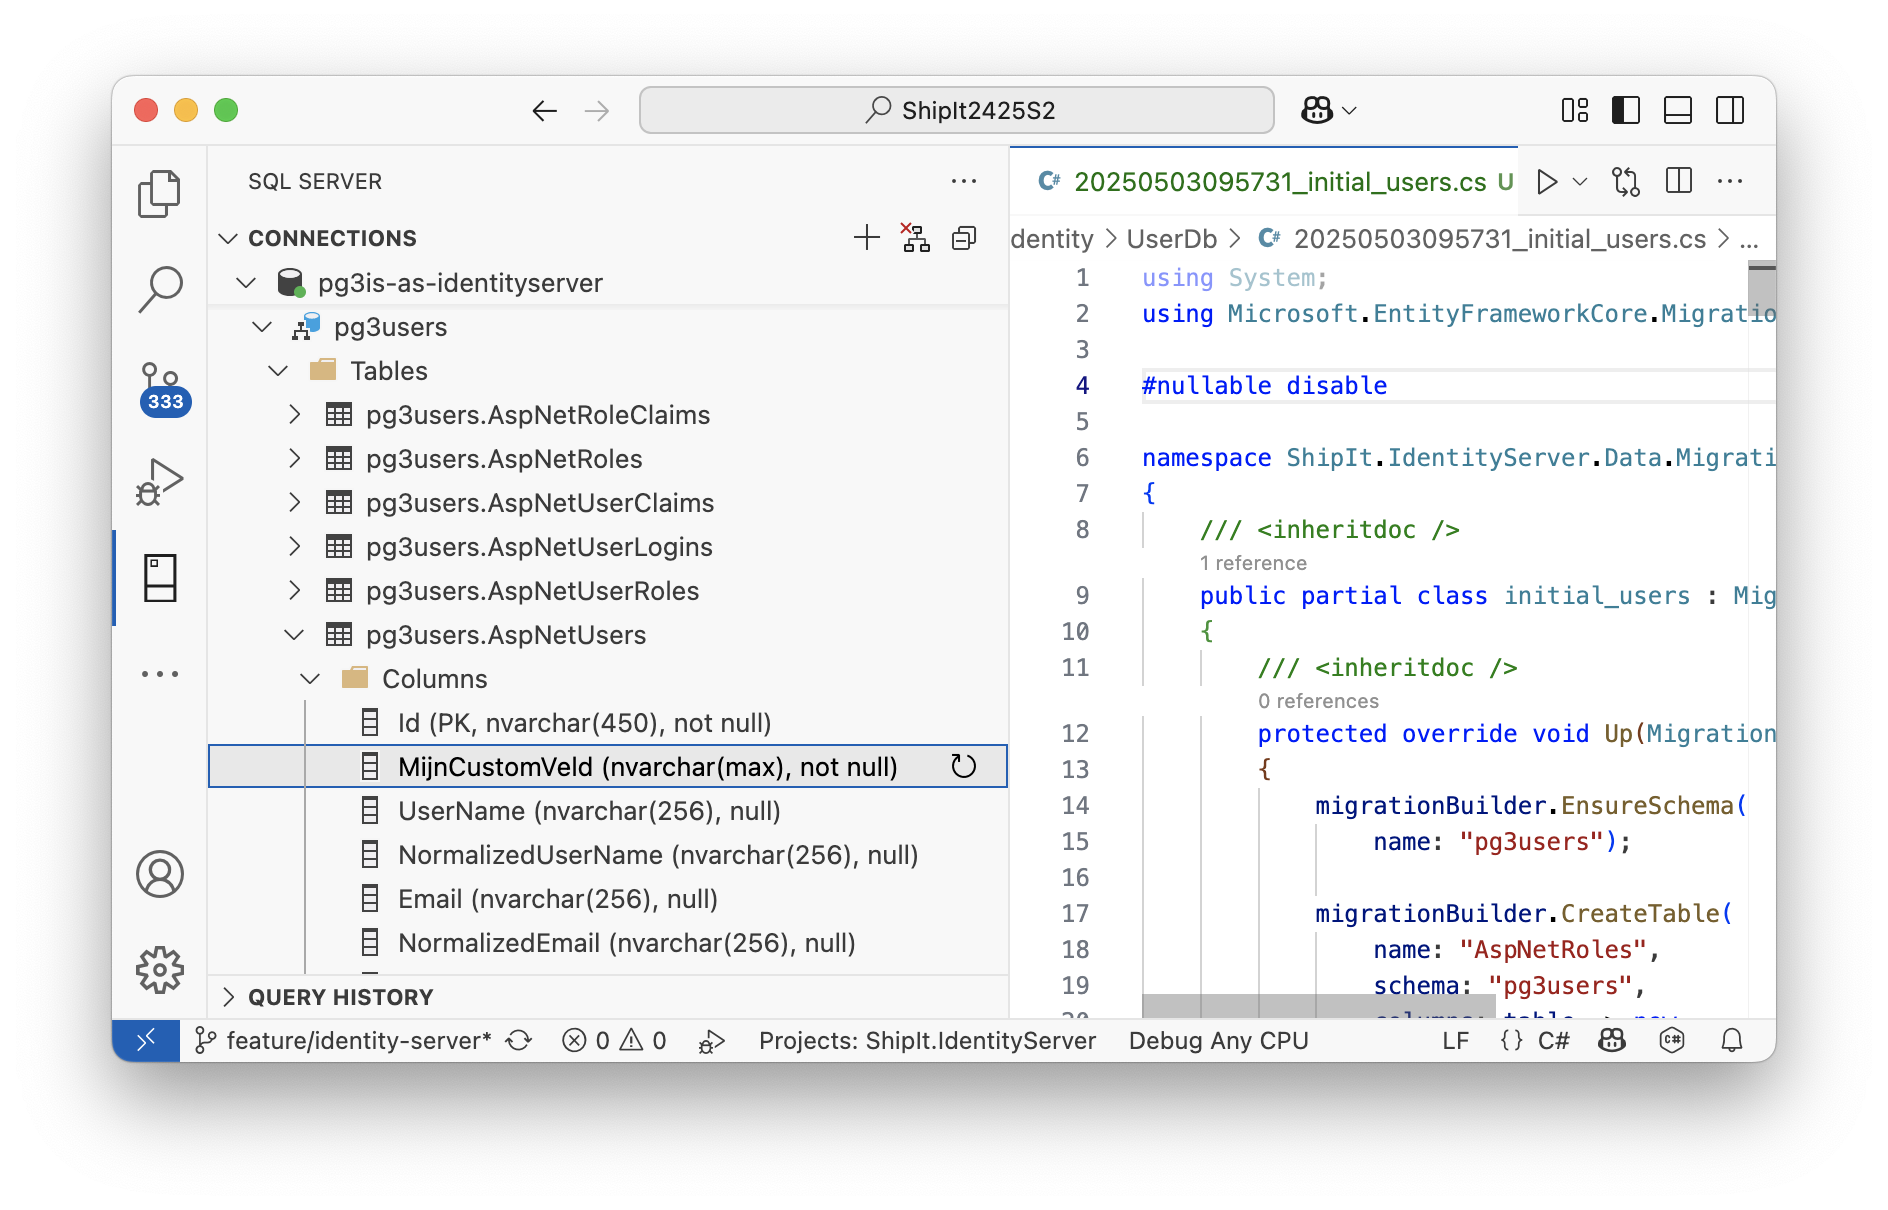 ShipIt2425S2
SQL SERVER
CONNECTIONS
pg3is-as-identityserver
pg3users
Tables
pg3users.AspNetRoleClaims
pg3users.AspNetRoles
pg3users.AspNetUserClaims
pg3users.AspNetUserLogins
pg3users.AspNetUserRoles
pg3users.AspNetUsers
Columns
Id (PK, nvarchar(450), not null)
MijnCustomVeld (nvarchar(max), not null)
UserName (nvarchar(256), null)
NormalizedUserName (nvarchar(256), null)
Email (nvarchar(256), null)
NormalizedEmail (nvarchar(256), null)
QUERY HISTORY
333
C# 20250503095731_initial_users.cs U
dentity > UserDb > C# 20250503095731_initial_users.cs > ...
1 using System;
2 using Microsoft.EntityFrameworkCore.Migratio
3
4 #nullable disable
5
6 namespace ShipIt.IdentityServer.Data.Migrati
7 {
8 /// <inheritdoc />
1 reference
9 public partial class initial_users : Mig
10 {
11 /// <inheritdoc />
0 references
12 protected override void Up(Migration
13 {
14 migrationBuilder.EnsureSchema(
15 name: "pg3users");
16
17 migrationBuilder.CreateTable(
18 name: "AspNetRoles",
19 schema: "pg3users",
20 columns: table => new
feature/identity-server* 0 0 Projects: ShipIt.IdentityServer Debug Any CPU LF {} C# C#